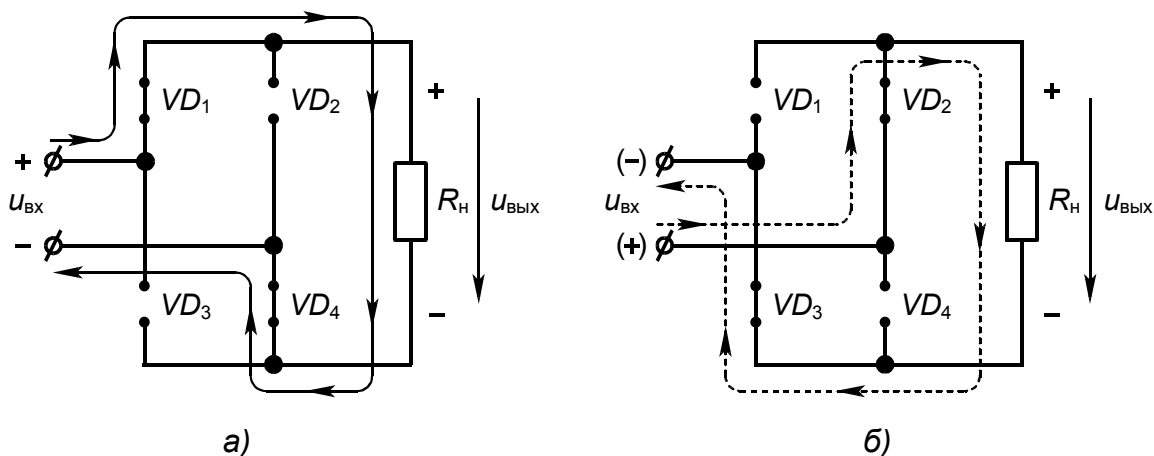 VD1 VD2 + VD1 VD2 +
+ (–)
uвх Rн uвых uвх Rн uвых
– (+)
VD3 VD4 – VD3 VD4 –
а) б)